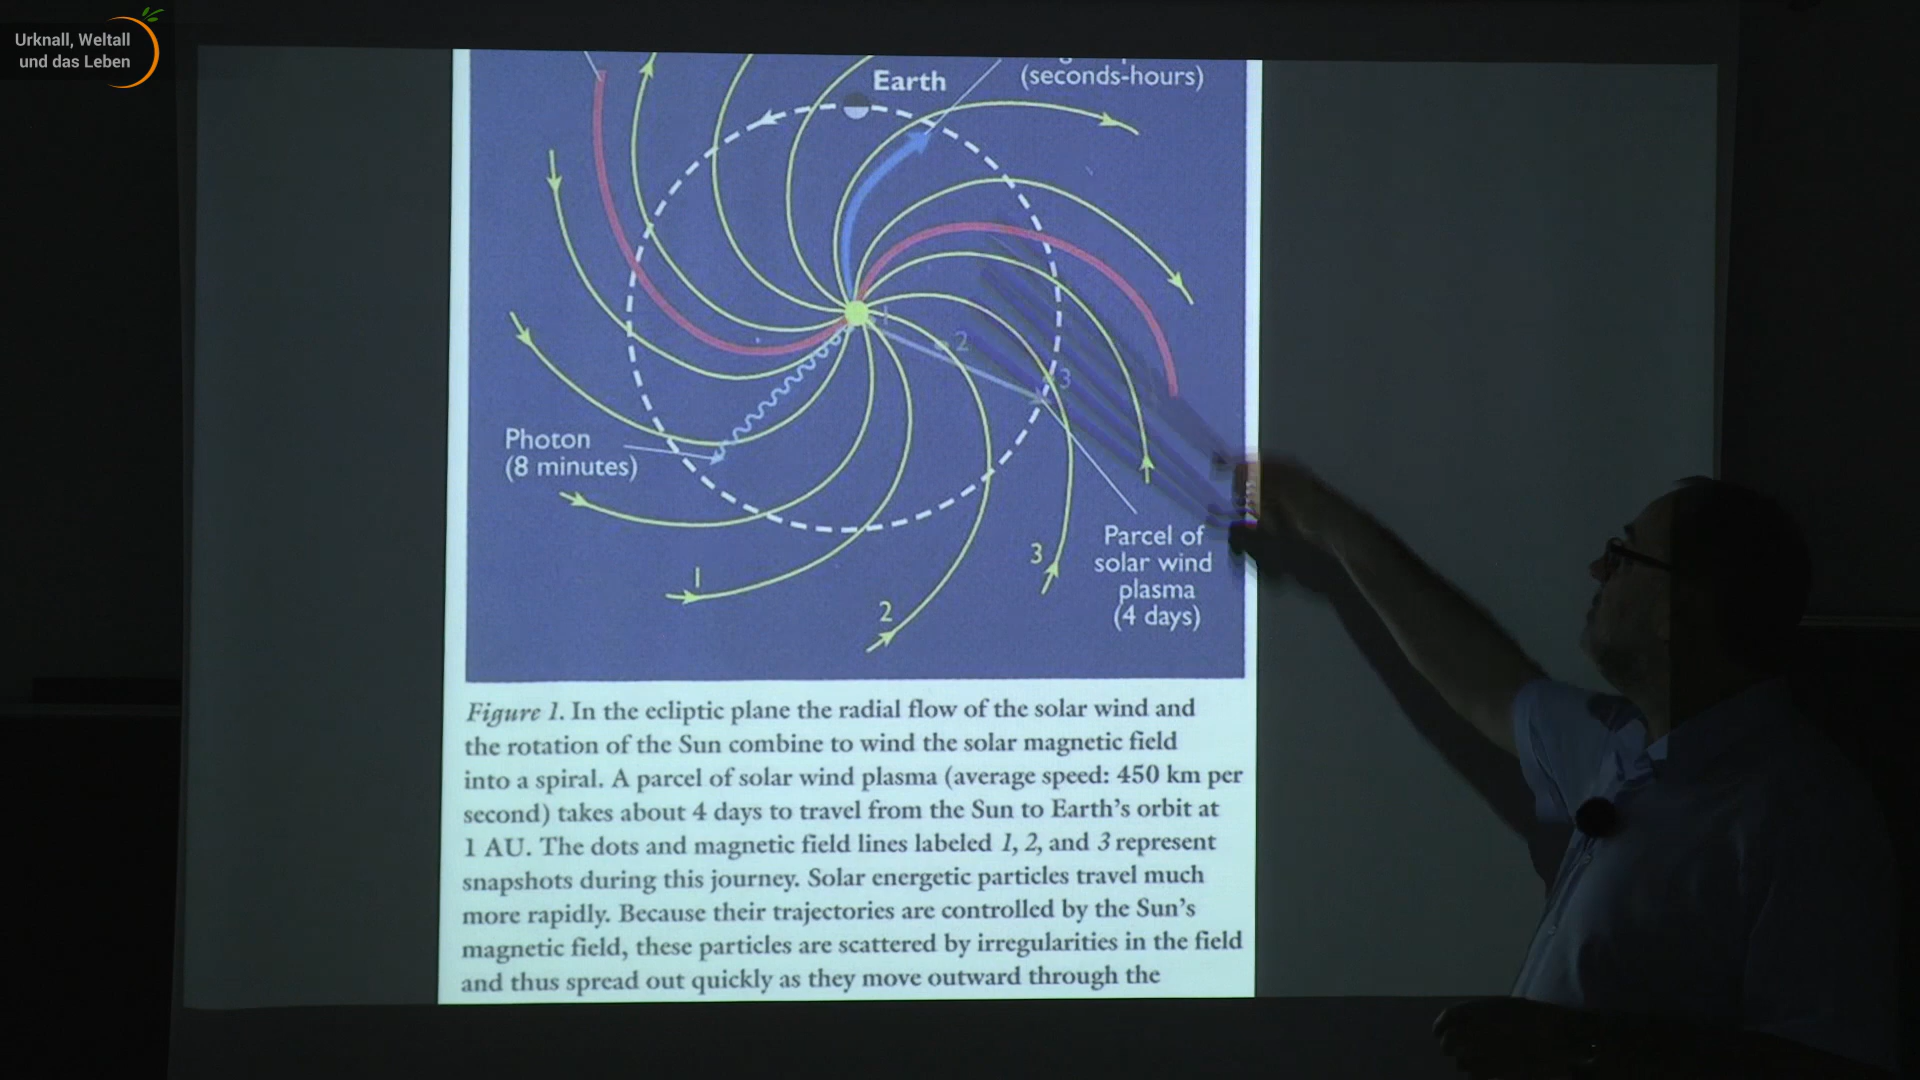 Urknall, Weltall
und das Leben
Earth
(seconds-hours)
1
2
3
Photon
(8 minutes)
Parcel of
solar wind
plasma
(4 days)
1
2
3
Figure 1. In the ecliptic plane the radial flow of the solar wind and
the rotation of the Sun combine to wind the solar magnetic field
into a spiral. A parcel of solar wind plasma (average speed: 450 km per
second) takes about 4 days to travel from the Sun to Earth's orbit at
1 AU. The dots and magnetic field lines labeled 1, 2, and 3 represent
snapshots during this journey. Solar energetic particles travel much
more rapidly. Because their trajectories are controlled by the Sun's
magnetic field, these particles are scattered by irregularities in the field
and thus spread out quickly as they move outward through the